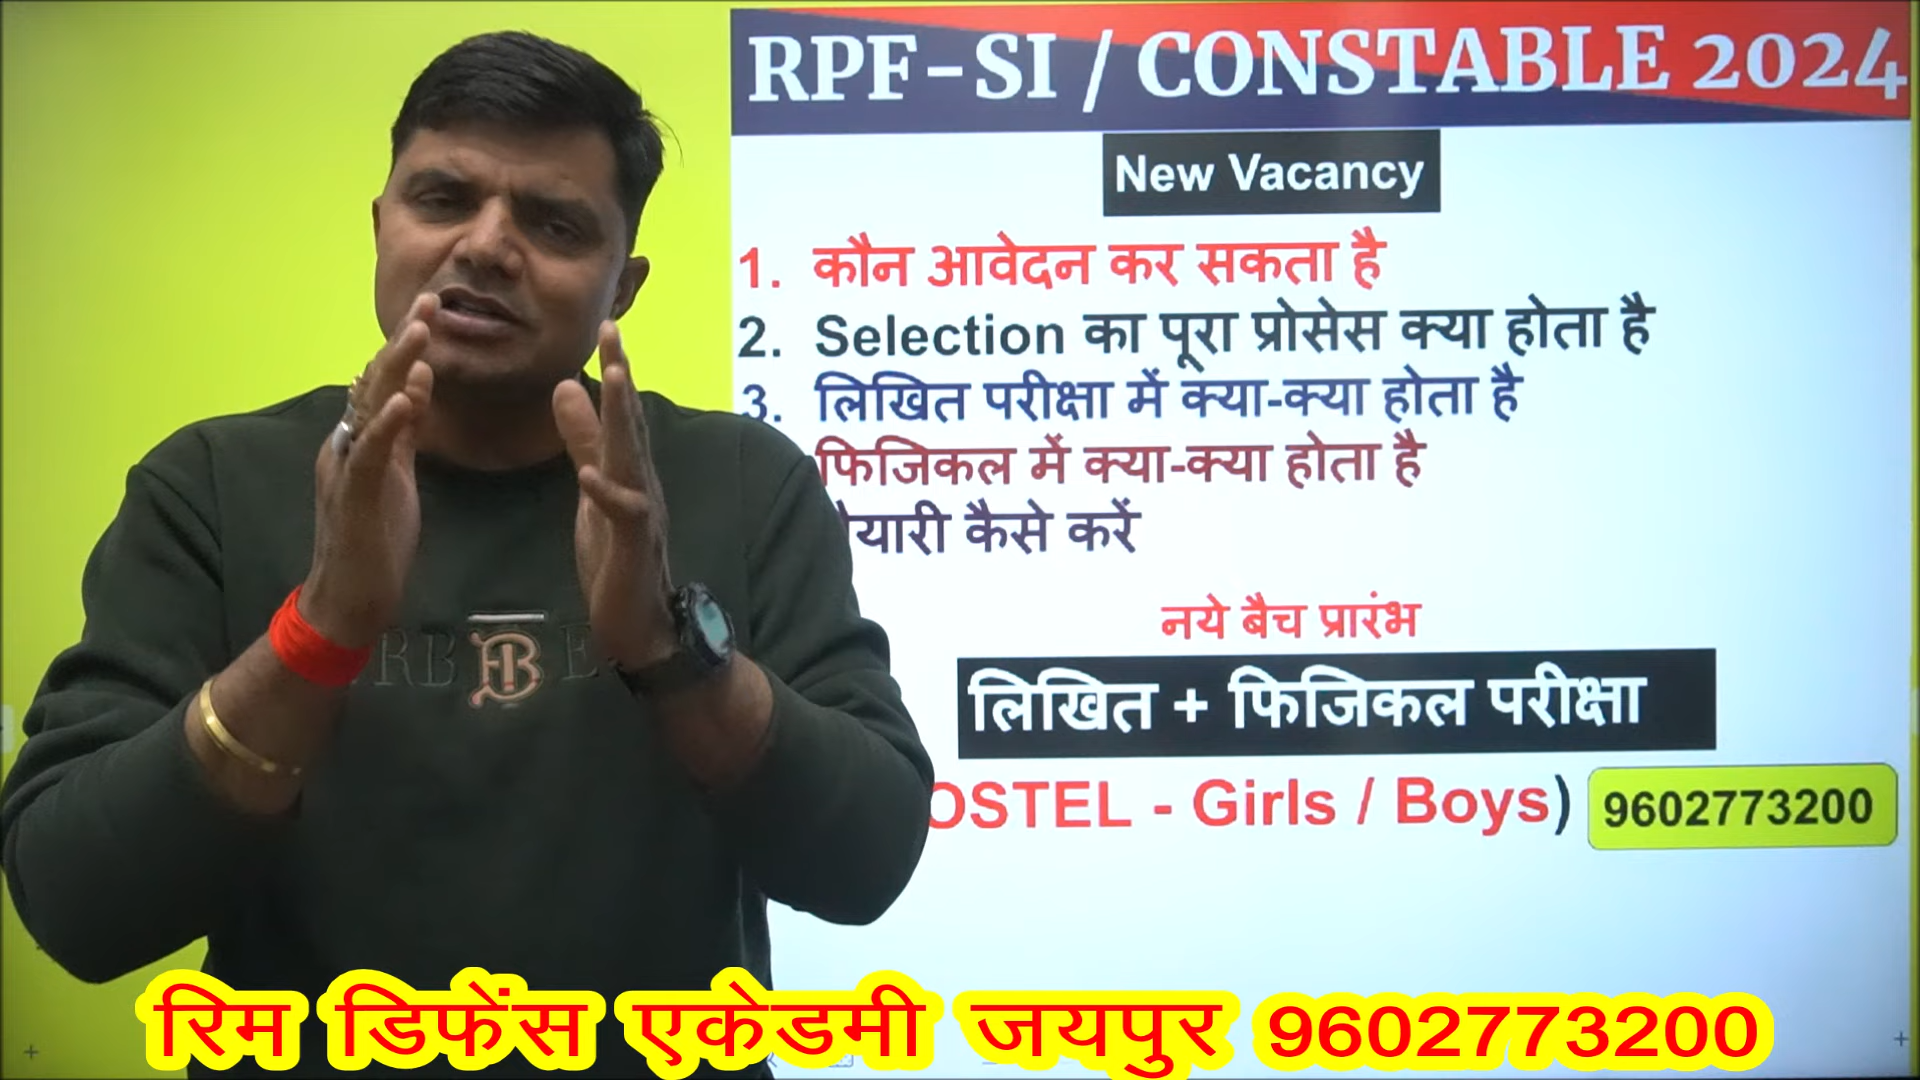 RPF-SI / CONSTABLE 2024
New Vacancy
1. कौन आवेदन कर सकता है
2. Selection का पूरा प्रोसेस क्या होता है
3. लिखित परीक्षा में क्या-क्या होता है
फिजिकल में क्या-क्या होता है
कैसे करें
नये बैच प्रारंभ
लिखित + फिजिकल परीक्षा
- Girls / Boys) 9602773200
रिम डिफेंस एकेडमी जयपुर 9602773200